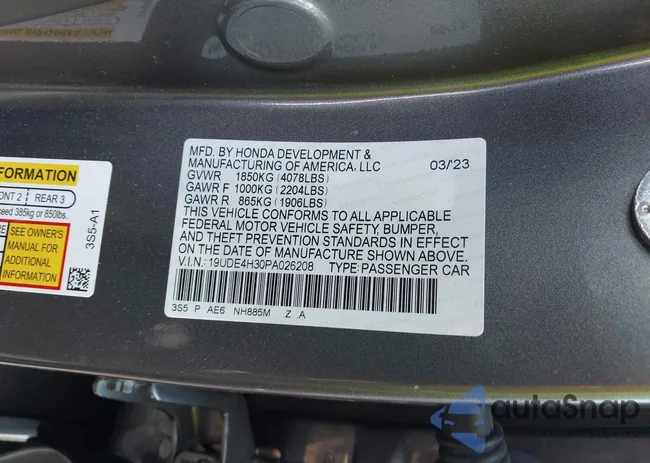 FORMATION
ONT 2 | REAR 3
ceed 385kg or 850lbs.
SEE OWNER'S
MANUAL FOR
ADDITIONAL
INFORMATION
3S5-A1
MFD. BY HONDA DEVELOPMENT &
MANUFACTURING OF AMERICA, LLC 03/'23
GVWR 1850KG (4078LBS)
GAWR F 1000KG (2204LBS)
GAWR R 865KG (1906LBS)
THIS VEHICLE CONFORMS TO ALL APPLICABLE
FEDERAL MOTOR VEHICLE SAFETY, BUMPER,
AND THEFT PREVENTION STANDARDS IN EFFECT
ON THE DATE OF MANUFACTURE SHOWN ABOVE.
V.I.N.: 19UDE4H30PA026208 TYPE: PASSENGER CAR
3S5 P AE6 NH885M .Z .A
autoSnap